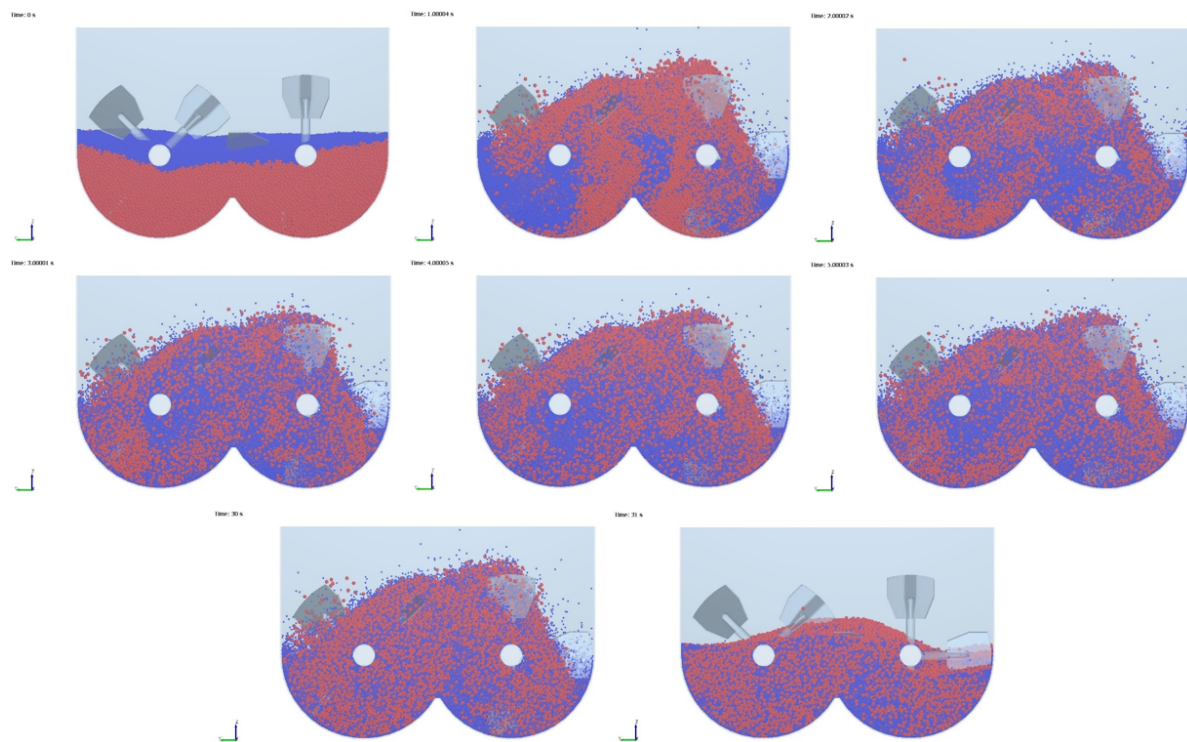 Time: 0 s
Time: 1.00004 s
Time: 2.00002 s
Time: 3.00001 s
Time: 4.00005 s
Time: 5.00003 s
Time: 30 s
Time: 31 s